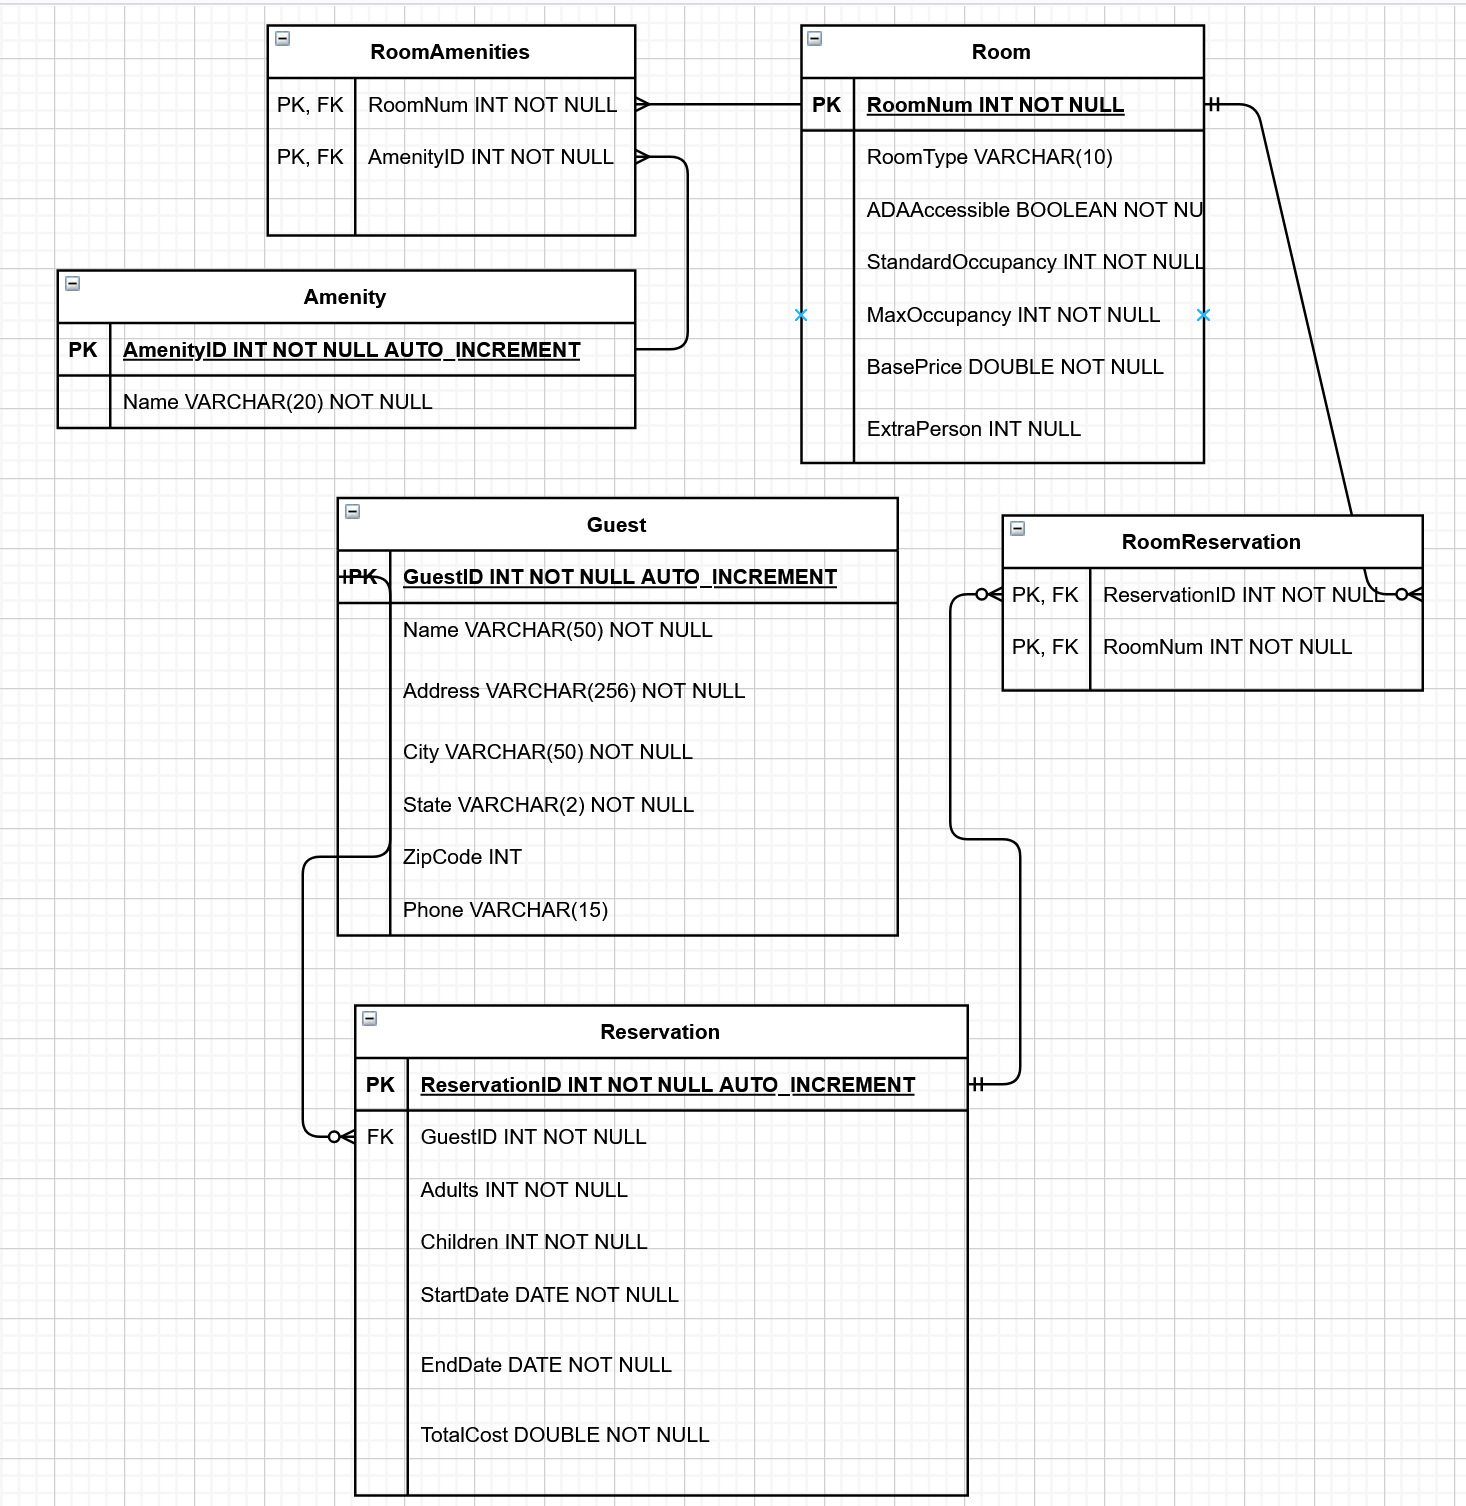 RoomAmenities
PK, FK RoomNum INT NOT NULL
PK, FK AmenityID INT NOT NULL
Room
PK RoomNum INT NOT NULL
RoomType VARCHAR(10)
ADAAccessible BOOLEAN NOT NU
StandardOccupancy INT NOT NULL
MaxOccupancy INT NOT NULL
BasePrice DOUBLE NOT NULL
ExtraPerson INT NULL
Amenity
PK AmenityID INT NOT NULL AUTO_INCREMENT
Name VARCHAR(20) NOT NULL
Guest
PK GuestID INT NOT NULL AUTO_INCREMENT
Name VARCHAR(50) NOT NULL
Address VARCHAR(256) NOT NULL
City VARCHAR(50) NOT NULL
State VARCHAR(2) NOT NULL
ZipCode INT
Phone VARCHAR(15)
RoomReservation
PK, FK ReservationID INT NOT NULL
PK, FK RoomNum INT NOT NULL
Reservation
PK ReservationID INT NOT NULL AUTO_INCREMENT
FK GuestID INT NOT NULL
Adults INT NOT NULL
Children INT NOT NULL
StartDate DATE NOT NULL
EndDate DATE NOT NULL
TotalCost DOUBLE NOT NULL